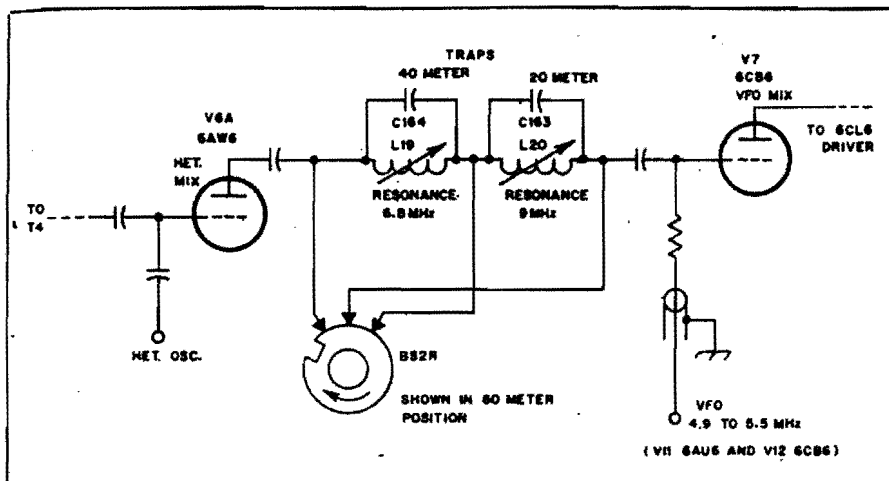 TRAPS
40 METER
20 METER
C164
C163
L19
L20
RESONANCE
6.8 MHz
RESONANCE
9 MHz
V6A
6AW6
HET.
MIX
V7
6CB6
VFO MIX
TO 6CL6
DRIVER
TO
T4
HET. OSC.
BS2R
SHOWN IN 80 METER
POSITION
VFO
4.9 TO 5.5 MHz
(V11 6AU6 AND V12 6CB6)